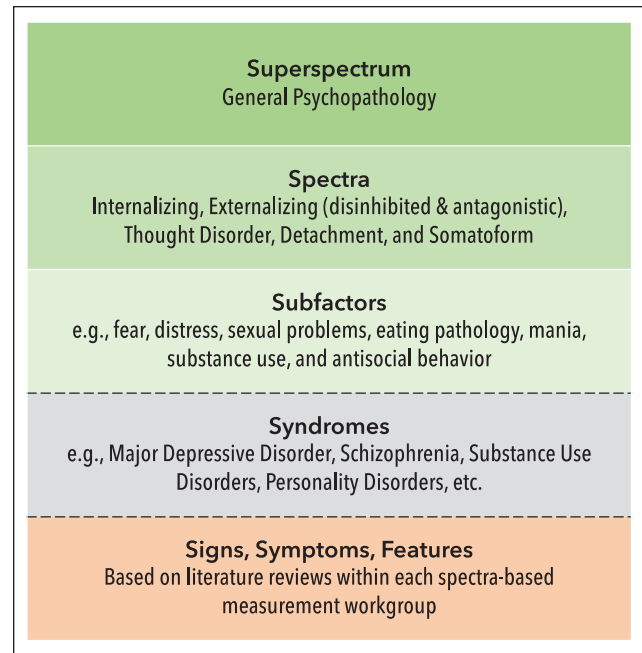 Superspectrum
General Psychopathology
Spectra
Internalizing, Externalizing (disinhibited & antagonistic),
Thought Disorder, Detachment, and Somatoform
Subfactors
e.g., fear, distress, sexual problems, eating pathology, mania,
substance use, and antisocial behavior
Syndromes
e.g., Major Depressive Disorder, Schizophrenia, Substance Use
Disorders, Personality Disorders, etc.
Signs, Symptoms, Features
Based on literature reviews within each spectra-based
measurement workgroup